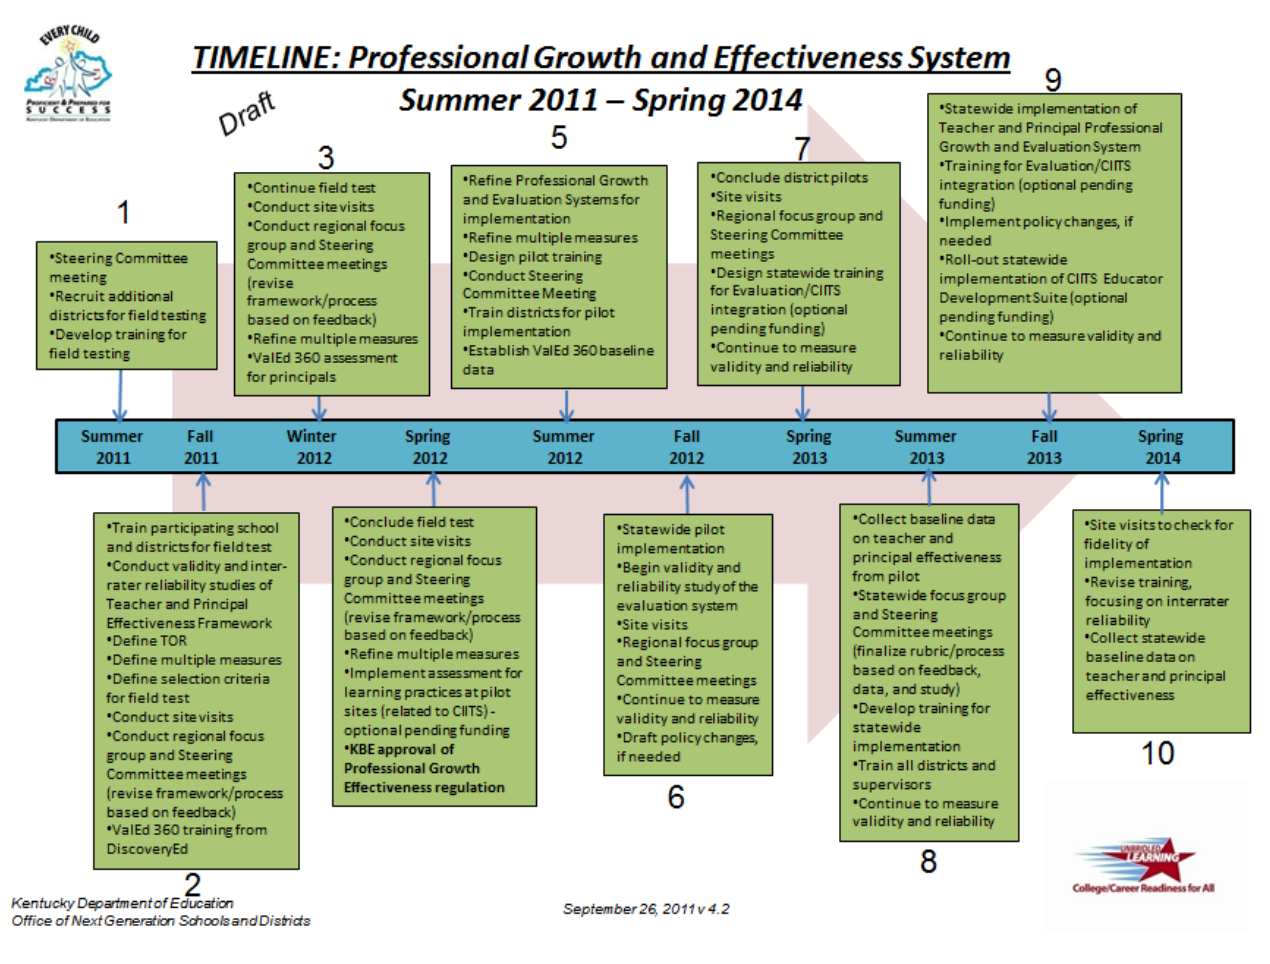 EVERY CHILD
PROFICIENT & PREPARED FOR
SUCCESS
KENTUCKY DEPARTMENT OF EDUCATION
TIMELINE: Professional Growth and Effectiveness System
Summer 2011 – Spring 2014
Draft
1
•Steering Committee
meeting
•Recruit additional
districts for field testing
•Develop training for
field testing
3
•Continue field test
•Conduct site visits
•Conduct regional focus
group and Steering
Committee meetings
(revise
framework/process
based on feedback)
•Refine multiple measures
•ValEd 360 assessment
for principals
5
•Refine Professional Growth
and Evaluation Systems for
implementation
•Refine multiple measures
•Design pilot training
•Conduct Steering
Committee Meeting
•Train districts for pilot
implementation
•Establish ValEd 360 baseline
data
7
•Conclude district pilots
•Site visits
•Regional focus group and
Steering Committee
meetings
•Design statewide training
for Evaluation/CIITS
integration (optional
pending funding)
•Continue to measure
validity and reliability
9
•Statewide implementation of
Teacher and Principal Professional
Growth and Evaluation System
•Training for Evaluation/CIITS
integration (optional pending
funding)
•Implement policy changes, if
needed
•Roll-out statewide
implementation of CIITS Educator
Development Suite (optional
pending funding)
•Continue to measure validity and
reliability
Summer Fall Winter Spring Summer Fall Spring Summer Fall Spring
2011 2011 2012 2012 2012 2012 2013 2013 2013 2014
•Train participating school
and districts for field test
•Conduct validity and inter-
rater reliability studies of
Teacher and Principal
Effectiveness Framework
•Define TOR
•Define multiple measures
•Define selection criteria
for field test
•Conduct site visits
•Conduct regional focus
group and Steering
Committee meetings
(revise framework/process
based on feedback)
•ValEd 360 training from
DiscoveryEd
2
•Conclude field test
•Conduct site visits
•Conduct regional focus
group and Steering
Committee meetings
(revise framework/process
based on feedback)
•Refine multiple measures
•Implement assessment for
learning practices at pilot
sites (related to CIITS) -
optional pending funding
•KBE approval of
Professional Growth
Effectiveness regulation
•Statewide pilot
implementation
•Begin validity and
reliability study of the
evaluation system
•Site visits
•Regional focus group
and Steering
Committee meetings
•Continue to measure
validity and reliability
•Draft policy changes,
if needed
6
•Collect baseline data
on teacher and
principal effectiveness
from pilot
•Statewide focus group
and Steering
Committee meetings
(finalize rubric/process
based on feedback,
data, and study)
•Develop training for
statewide
implementation
•Train all districts and
supervisors
•Continue to measure
validity and reliability
8
•Site visits to check for
fidelity of
implementation
•Revise training,
focusing on interrater
reliability
•Collect statewide
baseline data on
teacher and principal
effectiveness
10
UNBRIDLED
LEARNING
College/Career Readiness for All
Kentucky Department of Education
Office of Next Generation Schools and Districts
September 26, 2011 v 4.2